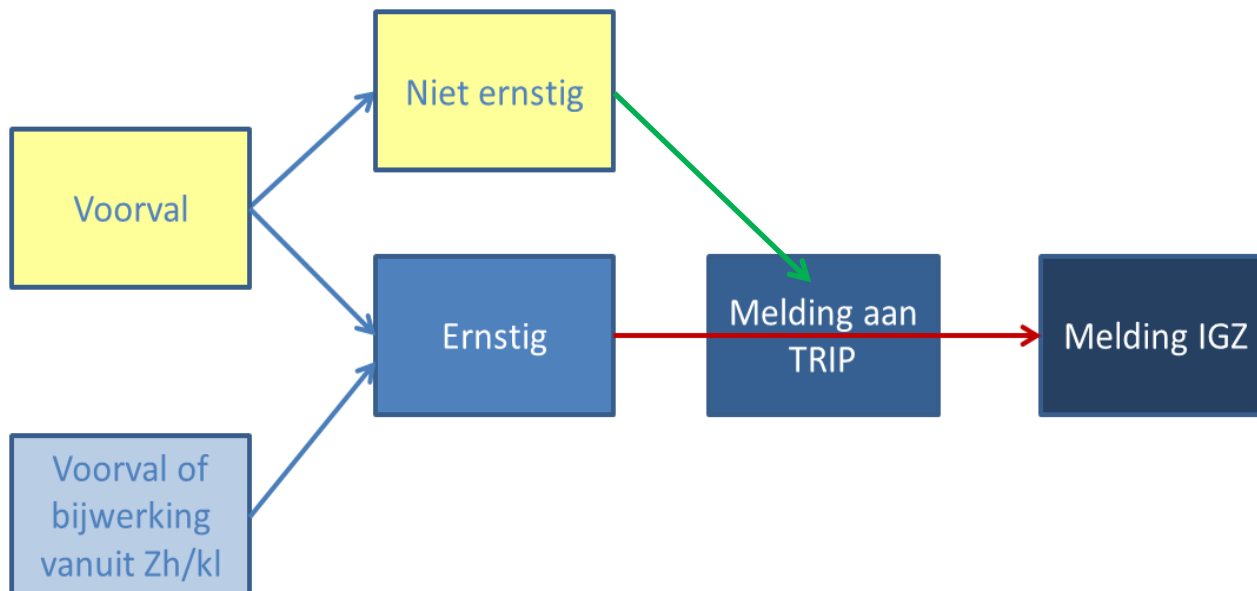 Niet ernstig
Voorval
Ernstig
Melding aan
TRIP
Melding IGZ
Voorval of
bijwerking
vanuit Zh/kl